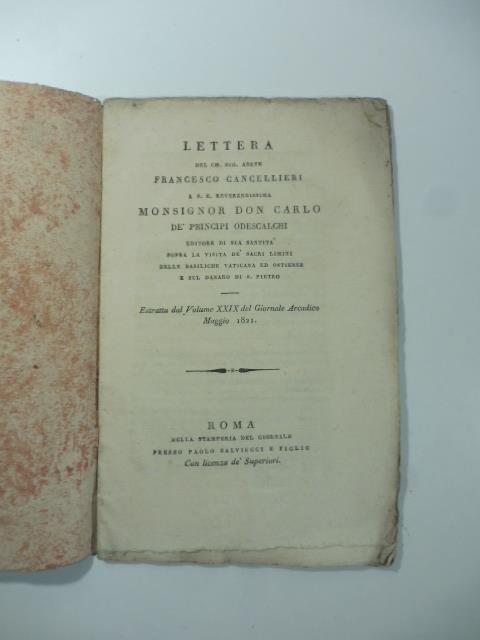 LETTERA
DEL CH. SIG. ABATE
FRANCESCO CANCELLIERI
A S. E. REVERENDISSIMA
MONSIGNOR DON CARLO
DE' PRINCIPI ODESCALCHI
UDITORE DI SUA SANTITA'
SOPRA LA VISITA DE' SACRI LIMINI
DELLE BASILICHE VATICANA ED OSTIENSE
E SUL DANARO DI S. PIETRO
Estratta dal Volume XXIX del Giornale Arcadico
Maggio 1821.
ROMA
NELLA STAMPERIA DEL GIORNALE
PRESSO PAOLO SALVIUCCI E FIGLIO
Con licenza de' Superiori.